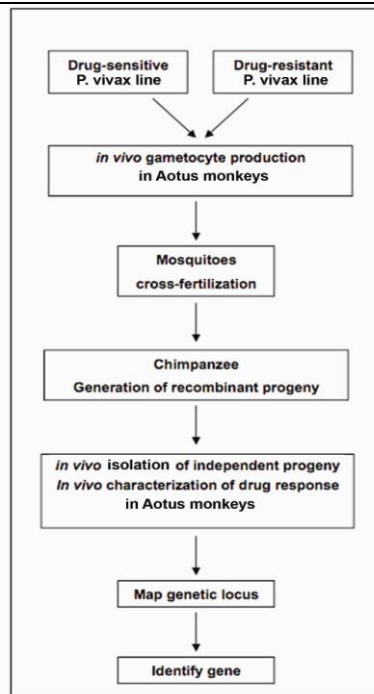 Drug-sensitive
P. vivax line
Drug-resistant
P. vivax line
in vivo gametocyte production
in Aotus monkeys
Mosquitoes
cross-fertilization
Chimpanzee
Generation of recombinant progeny
in vivo isolation of independent progeny
In vivo characterization of drug response
in Aotus monkeys
Map genetic locus
Identify gene